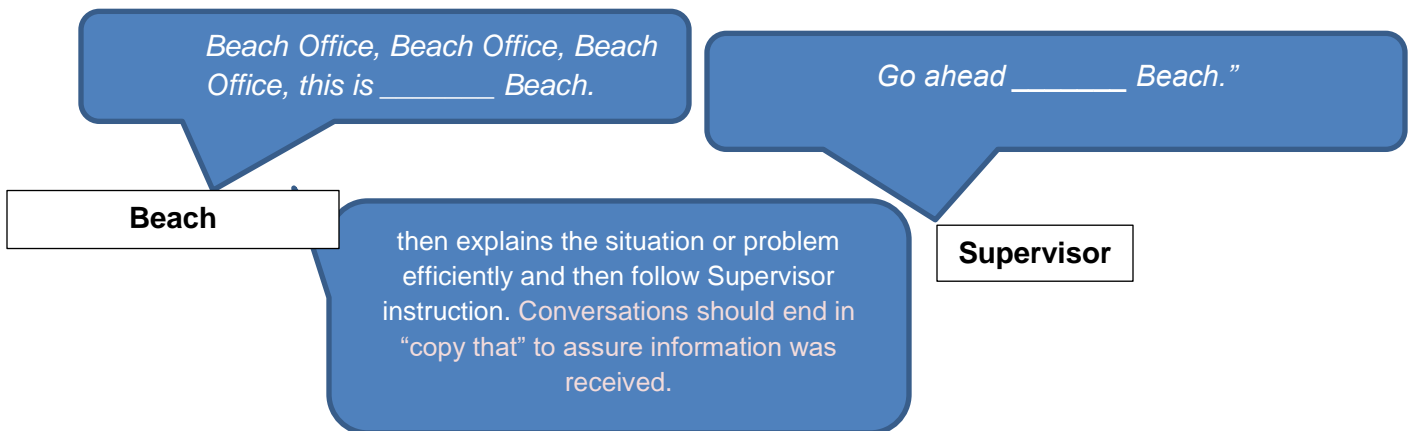 Beach Office, Beach Office, Beach
Office, this is _______ Beach.
Go ahead _______ Beach.”
Beach
then explains the situation or problem
efficiently and then follow Supervisor
instruction. Conversations should end in
“copy that” to assure information was
received.
Supervisor